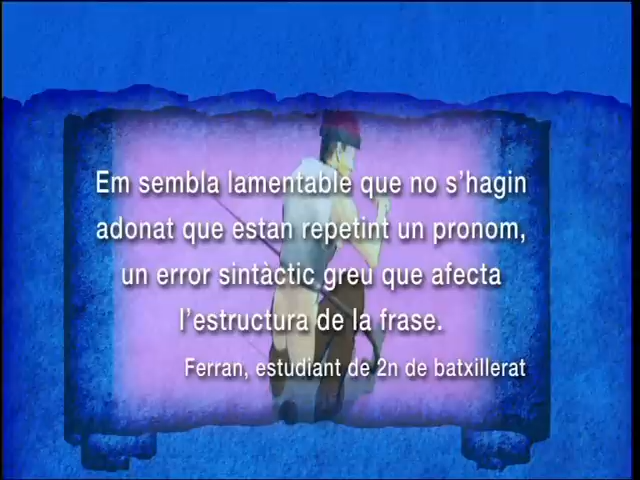 Em sembla lamentable que no s'hagin
adonat que estan repetint un pronom,
un error sintàctic greu que afecta
l'estructura de la frase.
Ferran, estudiant de 2n de batxillerat